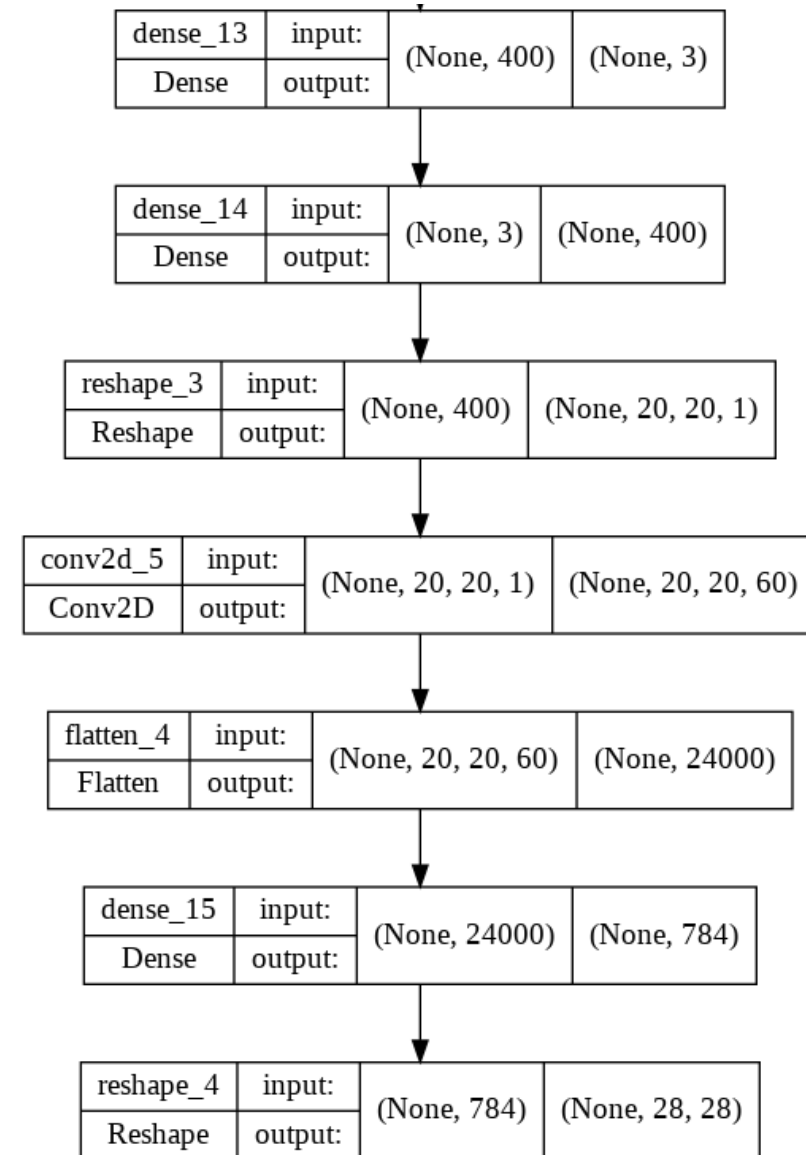 dense_13 input: (None, 400) (None, 3)
Dense output:
dense_14 input: (None, 3) (None, 400)
Dense output:
reshape_3 input: (None, 400) (None, 20, 20, 1)
Reshape output:
conv2d_5 input: (None, 20, 20, 1) (None, 20, 20, 60)
Conv2D output:
flatten_4 input: (None, 20, 20, 60) (None, 24000)
Flatten output:
dense_15 input: (None, 24000) (None, 784)
Dense output:
reshape_4 input: (None, 784) (None, 28, 28)
Reshape output: